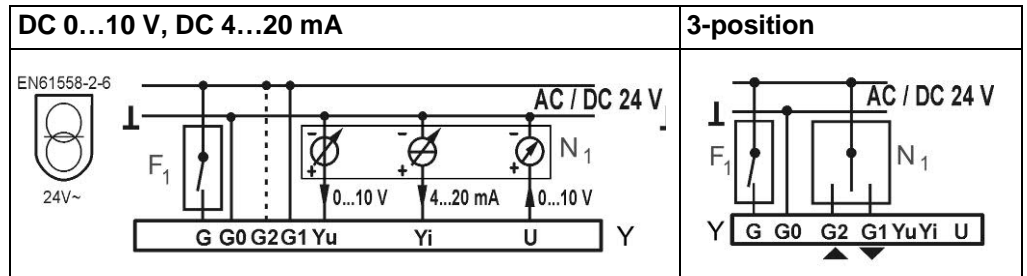 DC 0…10 V, DC 4…20 mA
EN61558-2-6
24V~
⊥
AC / DC 24 V
F1
N1
0...10 V
4...20 mA
0...10 V
G G0 G2 G1 Yu Yi U
Y
3-position
AC / DC 24 V
⊥
F1
N1
Y
G G0 G2 G1 Yu Yi U